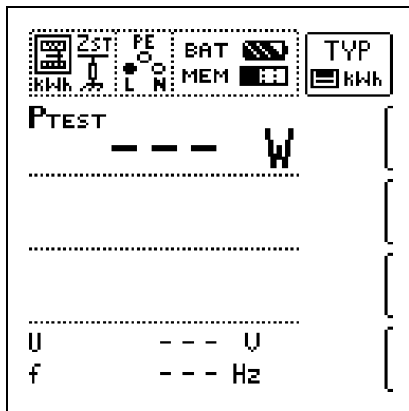 ZST PE BAT TYP
kWh L N MEM kWh
PTEST
--- W
U --- V
f --- Hz